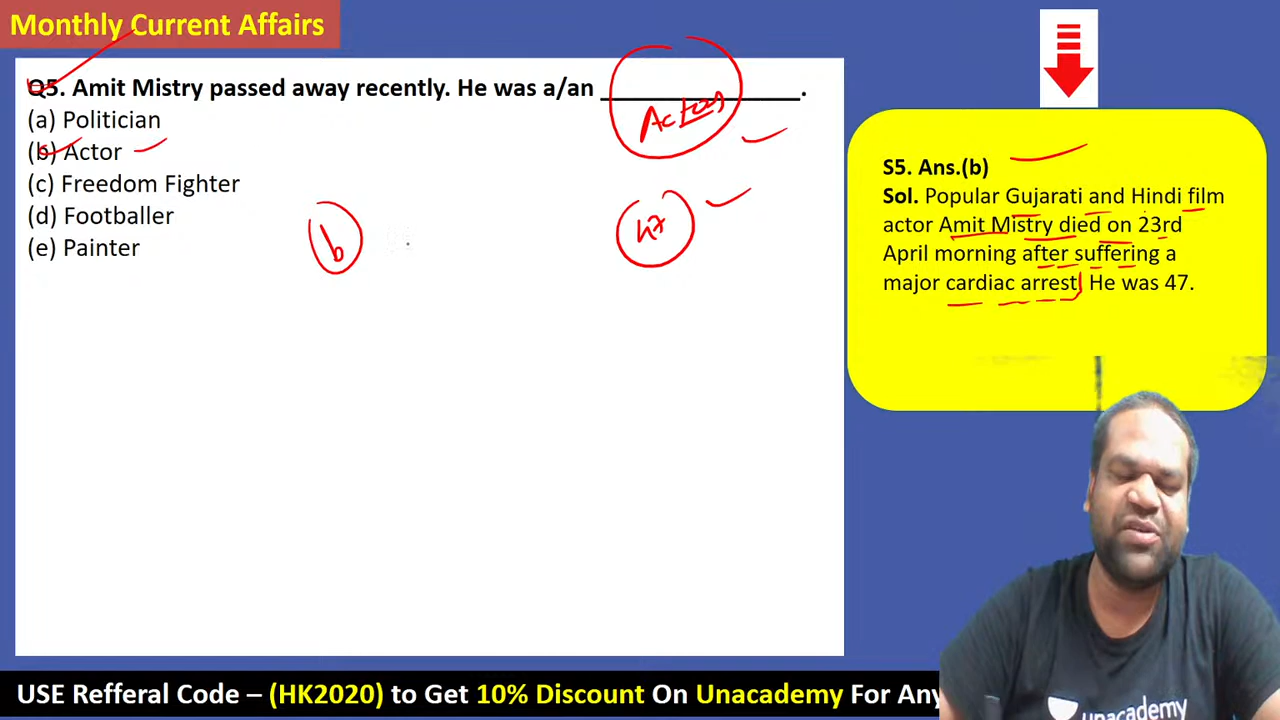 Monthly Current Affairs
Q5. Amit Mistry passed away recently. He was a/an _________________.
Actor
(a) Politician
(b) Actor
(c) Freedom Fighter
(d) Footballer
(e) Painter
b
47
S5. Ans.(b)
Sol. Popular Gujarati and Hindi film
actor Amit Mistry died on 23rd
April morning after suffering a
major cardiac arrest. He was 47.
USE Refferal Code – (HK2020) to Get 10% Discount On Unacademy For Any
unacademy